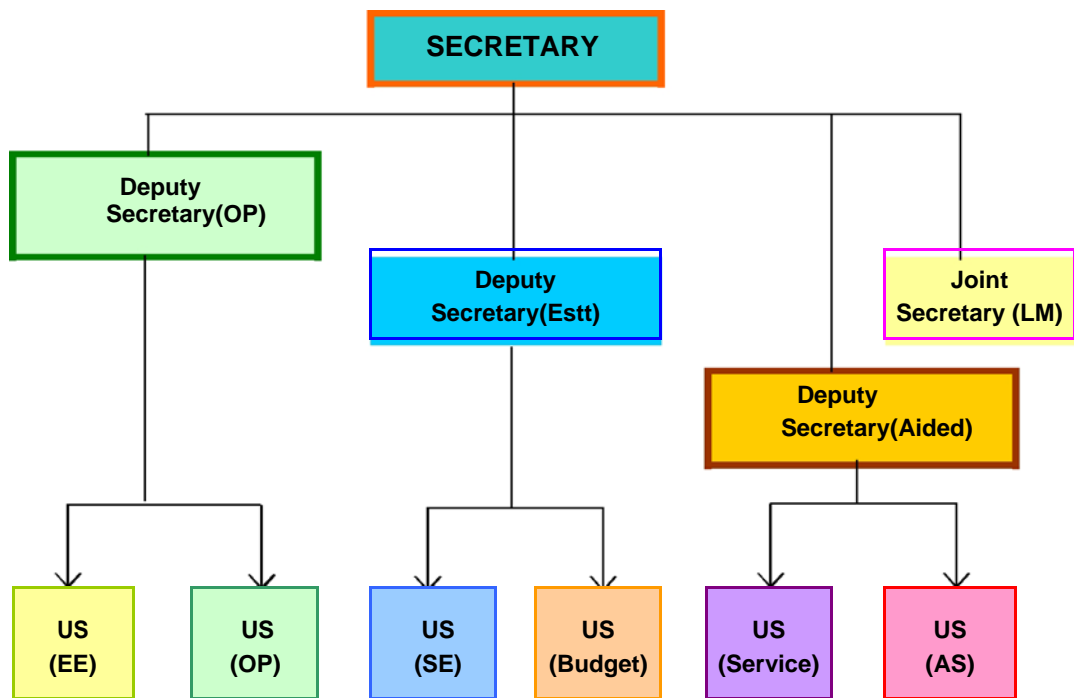 SECRETARY
Deputy
Secretary(OP)
Deputy
Secretary(Estt)
Joint
Secretary (LM)
Deputy
Secretary(Aided)
US
(EE)
US
(OP)
US
(SE)
US
(Budget)
US
(Service)
US
(AS)